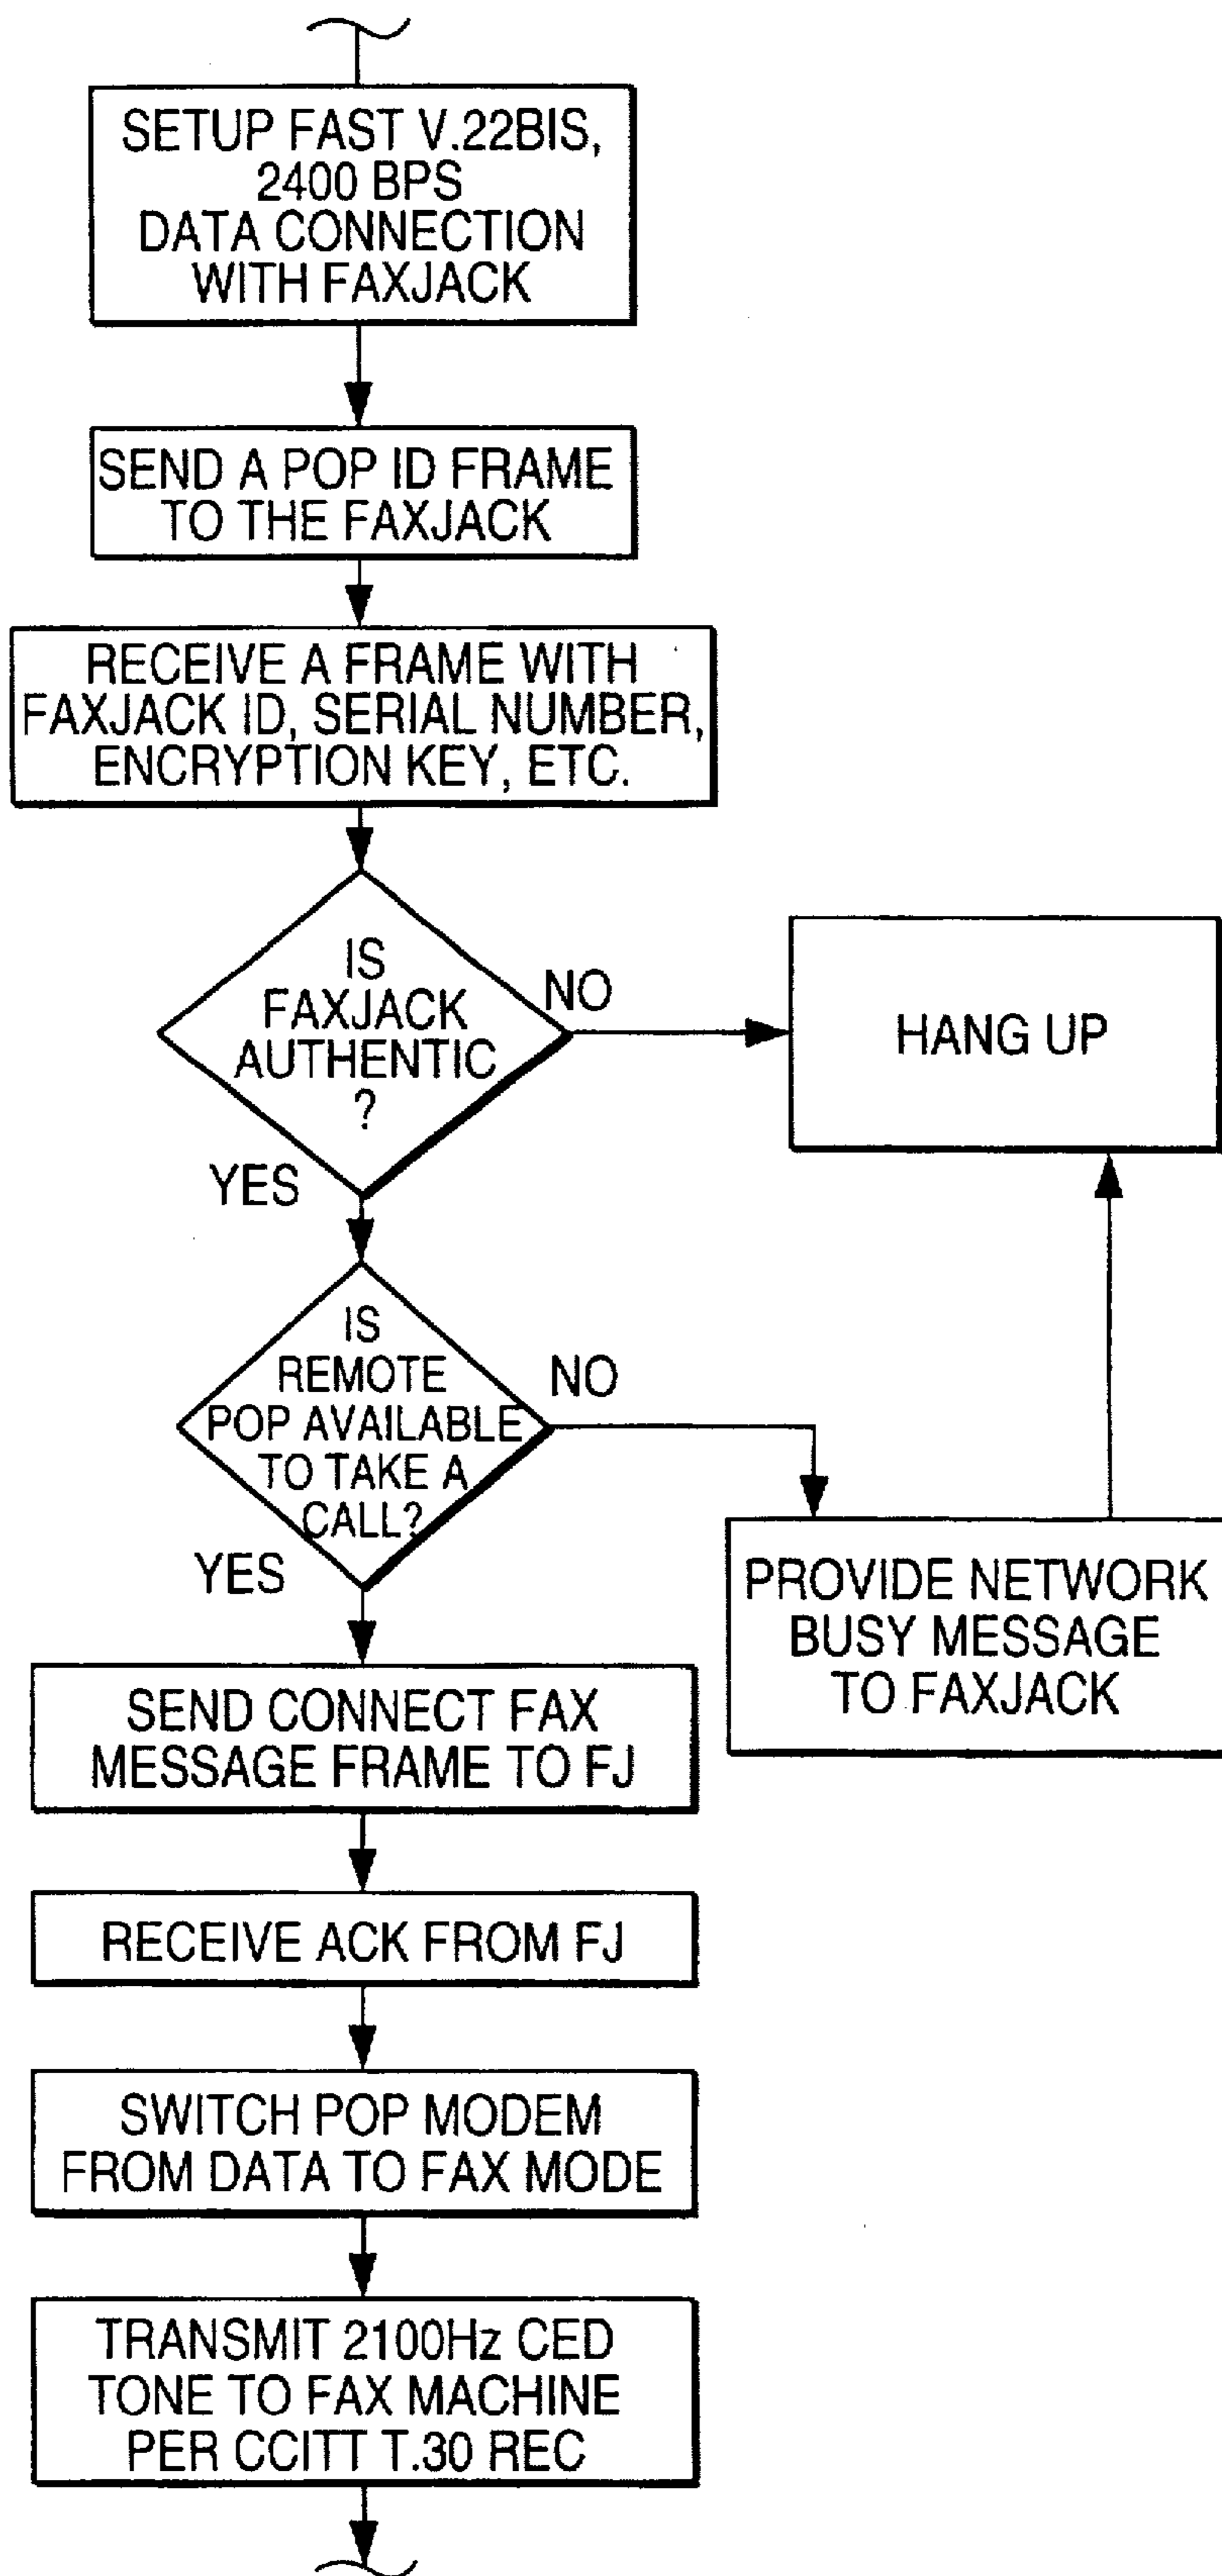 SETUP FAST V.22BIS,
2400 BPS
DATA CONNECTION
WITH FAXJACK
SEND A POP ID FRAME
TO THE FAXJACK
RECEIVE A FRAME WITH
FAXJACK ID, SERIAL NUMBER,
ENCRYPTION KEY, ETC.
IS
FAXJACK
AUTHENTIC
?
NO
HANG UP
YES
IS
REMOTE
POP AVAILABLE
TO TAKE A
CALL?
NO
YES
PROVIDE NETWORK
BUSY MESSAGE
TO FAXJACK
SEND CONNECT FAX
MESSAGE FRAME TO FJ
RECEIVE ACK FROM FJ
SWITCH POP MODEM
FROM DATA TO FAX MODE
TRANSMIT 2100Hz CED
TONE TO FAX MACHINE
PER CCITT T.30 REC